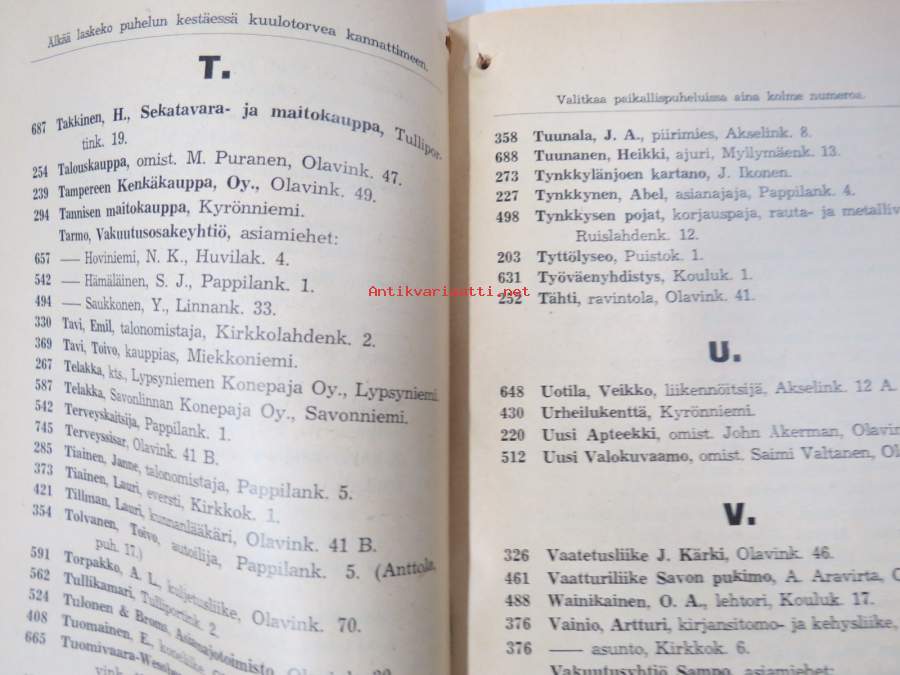 Älkää laskeko puhelun kestäessä kuulotorvea kannattimeen.
T.
687 Takkinen, H., Sekatavara- ja maitokauppa, Tullipor-
tink. 19.
254 Talouskauppa, omist. M. Puranen, Olavink. 47.
239 Tampereen Kenkäkauppa, Oy., Olavink. 49.
294 Tannisen maitokauppa, Kyrönniemi.
Tarmo, Vakuutusosakeyhtiö, asiamiehet:
657 — Hoviniemi, N. K., Huvilak. 4.
542 — Hämäläinen, S. J., Pappilank. 1.
494 — Saukkonen, Y., Linnank. 33.
330 Tavi, Emil, talonomistaja, Kirkkolahdenk. 2.
369 Tavi, Toivo, kauppias, Miekkoniemi.
267 Telakka, kts., Lypsyniemen Konepaja Oy., Lypsyniemi.
587 Telakka, Savonlinnan Konepaja Oy., Savonniemi.
542 Terveyskaitsija, Pappilank. 1.
745 Terveyssisar, Olavink. 41 B.
285 Tiainen, Janne, talonomistaja, Pappilank. 5.
373 Tiainen, Lauri, eversti, Kirkkok. 1.
421 Tillman, Lauri, kunnanlääkäri, Olavink. 41 B.
354 Tolvanen, Toivo, autoilija, Pappilank. 5. (Anttola,
puh. 17.)
591 Torpakko, A. L., kuljetusliike, Olavink. 70.
562 Tullikamari, Tulliportink. 2.
524 Tulonen & Broms, Asianajotoimisto, Olavink.
408 Tuomainen, E.,
665 Tuomivaara-
Valitkaa paikallispuheluissa aina kolme numeroa.
358 Tuunala, J. A., piirimies, Akselink. 8.
688 Tuunanen, Heikki, ajuri, Myllymäenk. 13.
273 Tynkkylänjoen kartano, J. Ikonen.
227 Tynkkynen, Abel, asianajaja, Pappilank. 4.
498 Tynkkysen pojat, korjauspaja, rauta- ja metalliv
Ruislahdenk. 12.
203 Tyttölyseo, Puistok. 1.
631 Työväenyhdistys, Kouluk. 1.
252 Tähti, ravintola, Olavink. 41.
Antikvariaatti.net
U.
648 Uotila, Veikko, liikennöitsijä, Akselink. 12 A.
430 Urheilukenttä, Kyrönniemi.
220 Uusi Apteekki, omist. John Akerman, Olavin
512 Uusi Valokuvaamo, omist. Saimi Valtanen, Ol
V.
326 Vaatetusliike J. Kärki, Olavink. 46.
461 Vaatturiliike Savon pukimo, A. Aravirta, O
488 Wainikainen, O. A., lehtori, Kouluk. 17.
376 Vainio, Artturi, kirjansitomo- ja kehysliike,
376 — asunto, Kirkkok. 6.
Vakuutusyhtiö Sampo, asiamiehet: